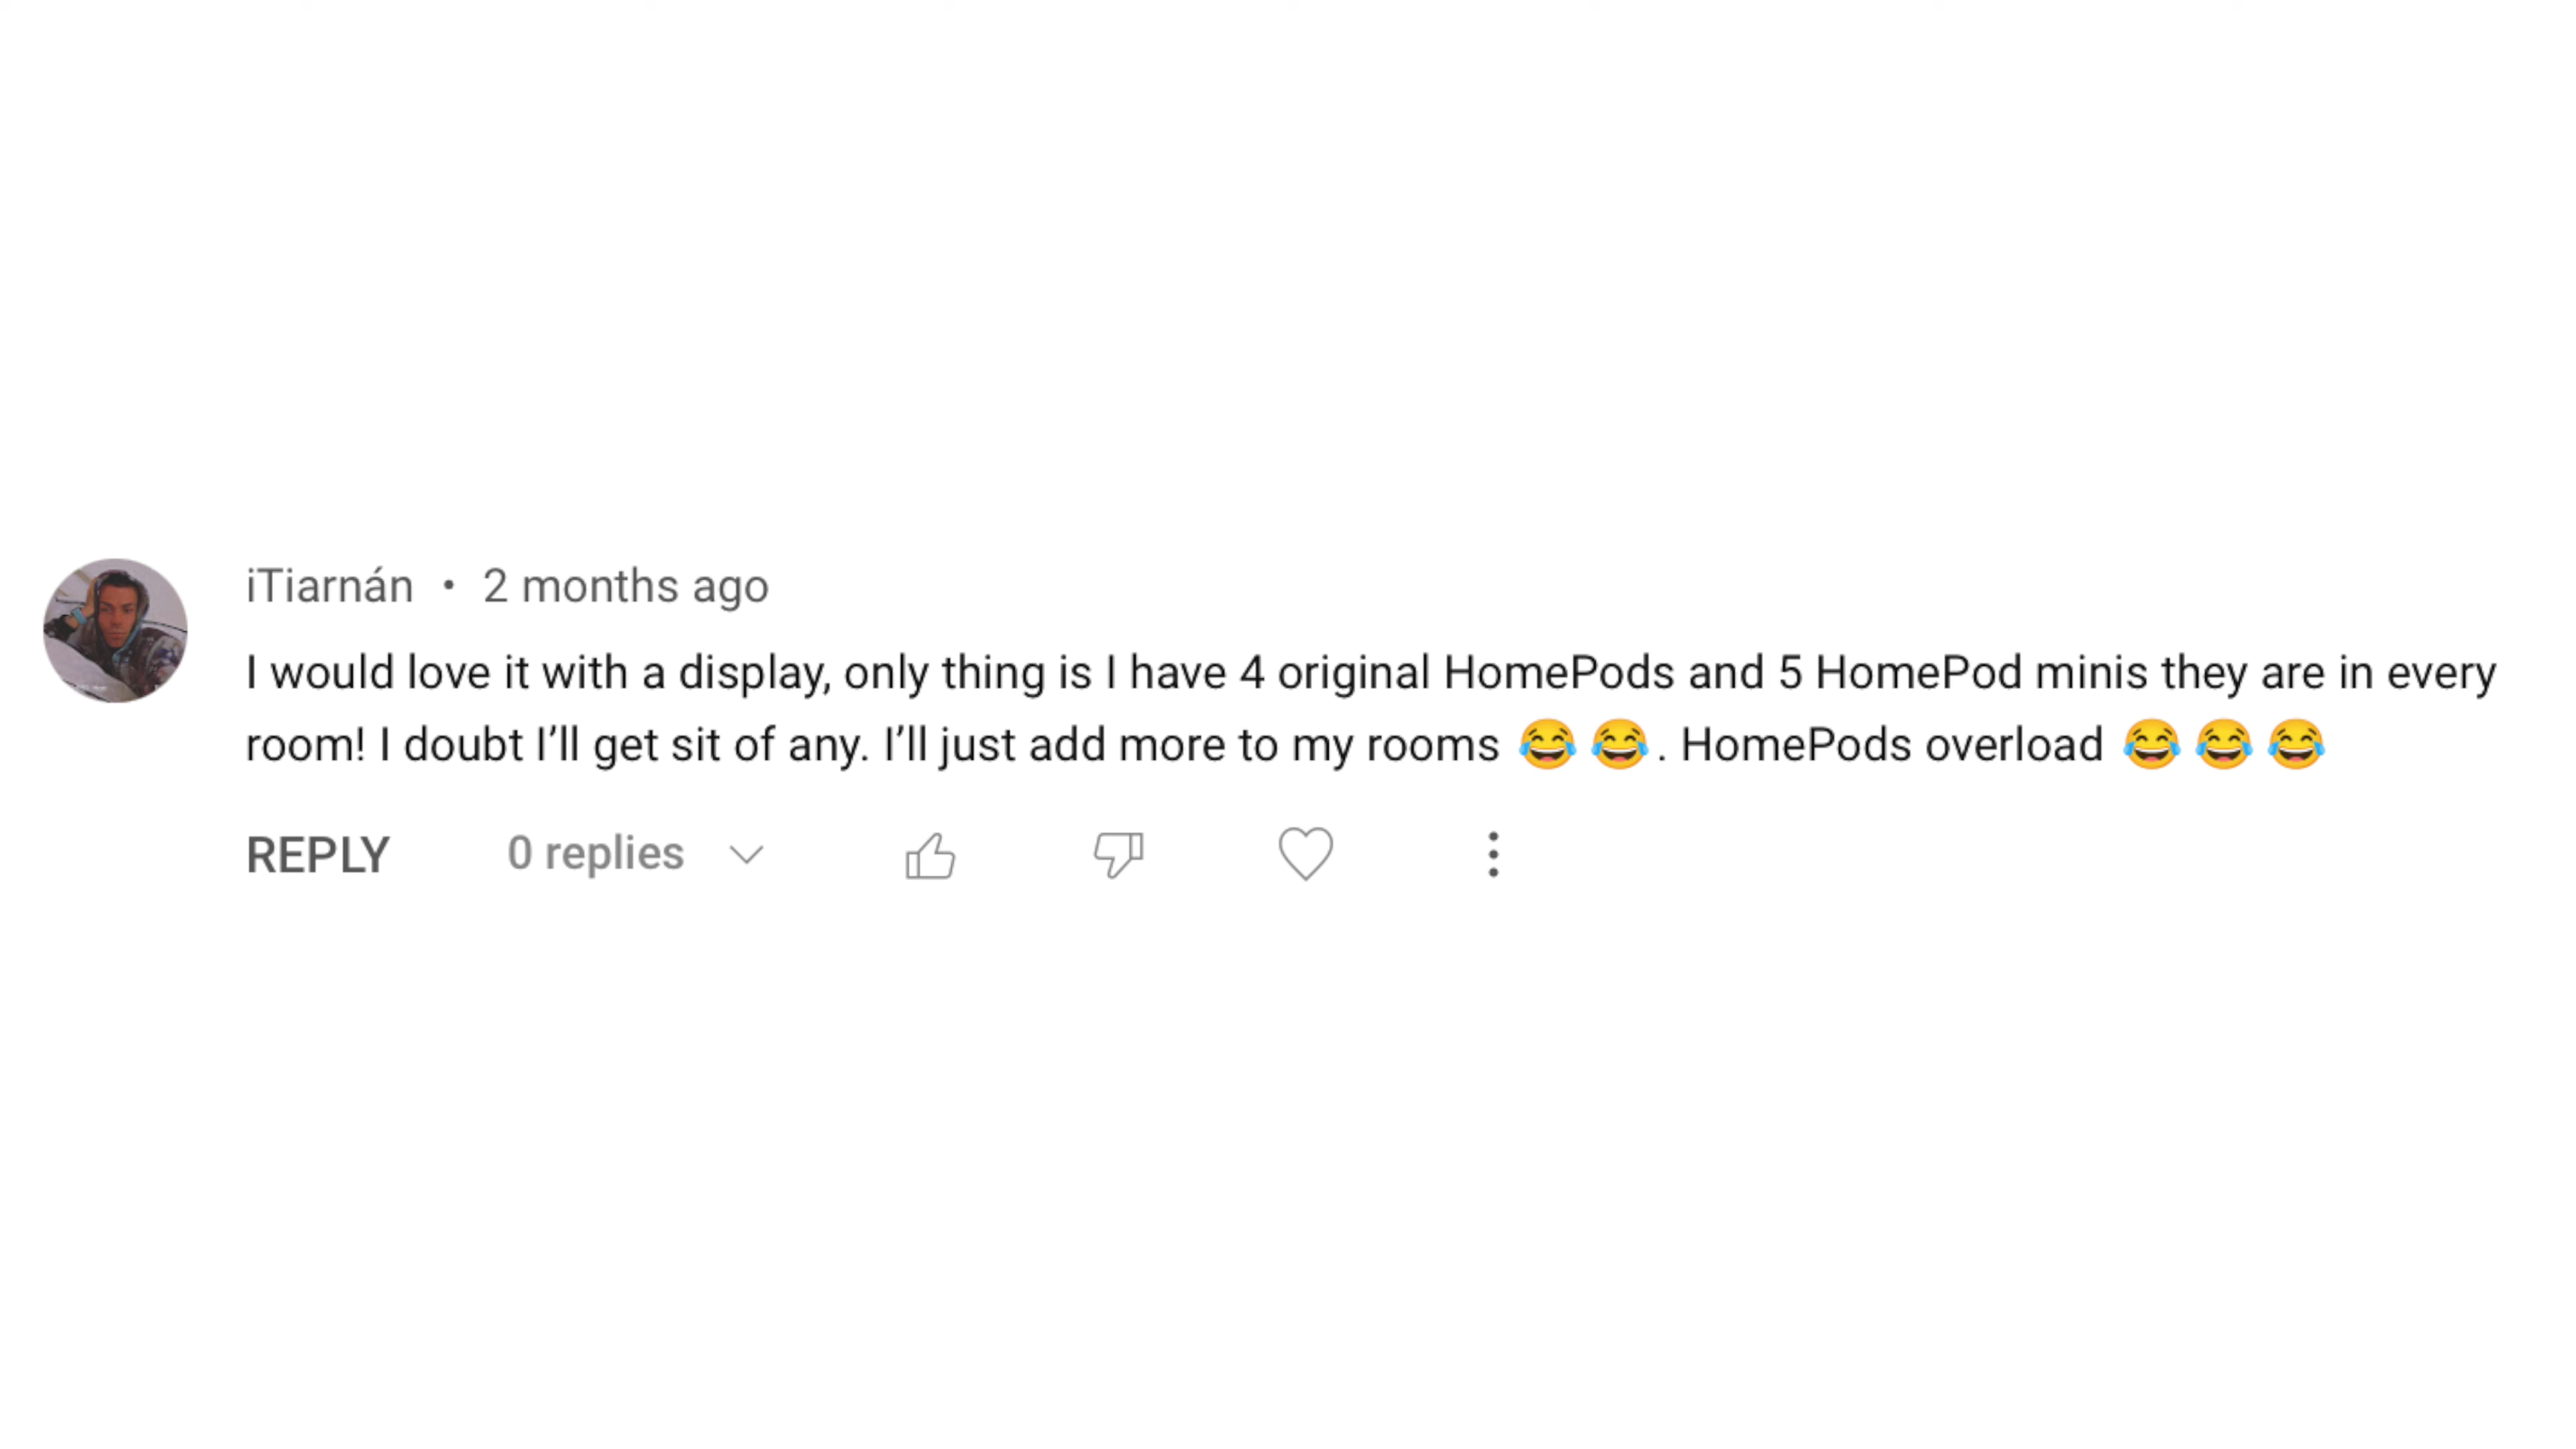 iTiarnán • 2 months ago
I would love it with a display, only thing is I have 4 original HomePods and 5 HomePod minis they are in every
room! I doubt I’ll get sit of any. I’ll just add more to my rooms 😂😂. HomePods overload 😂😂😂
REPLY 0 replies